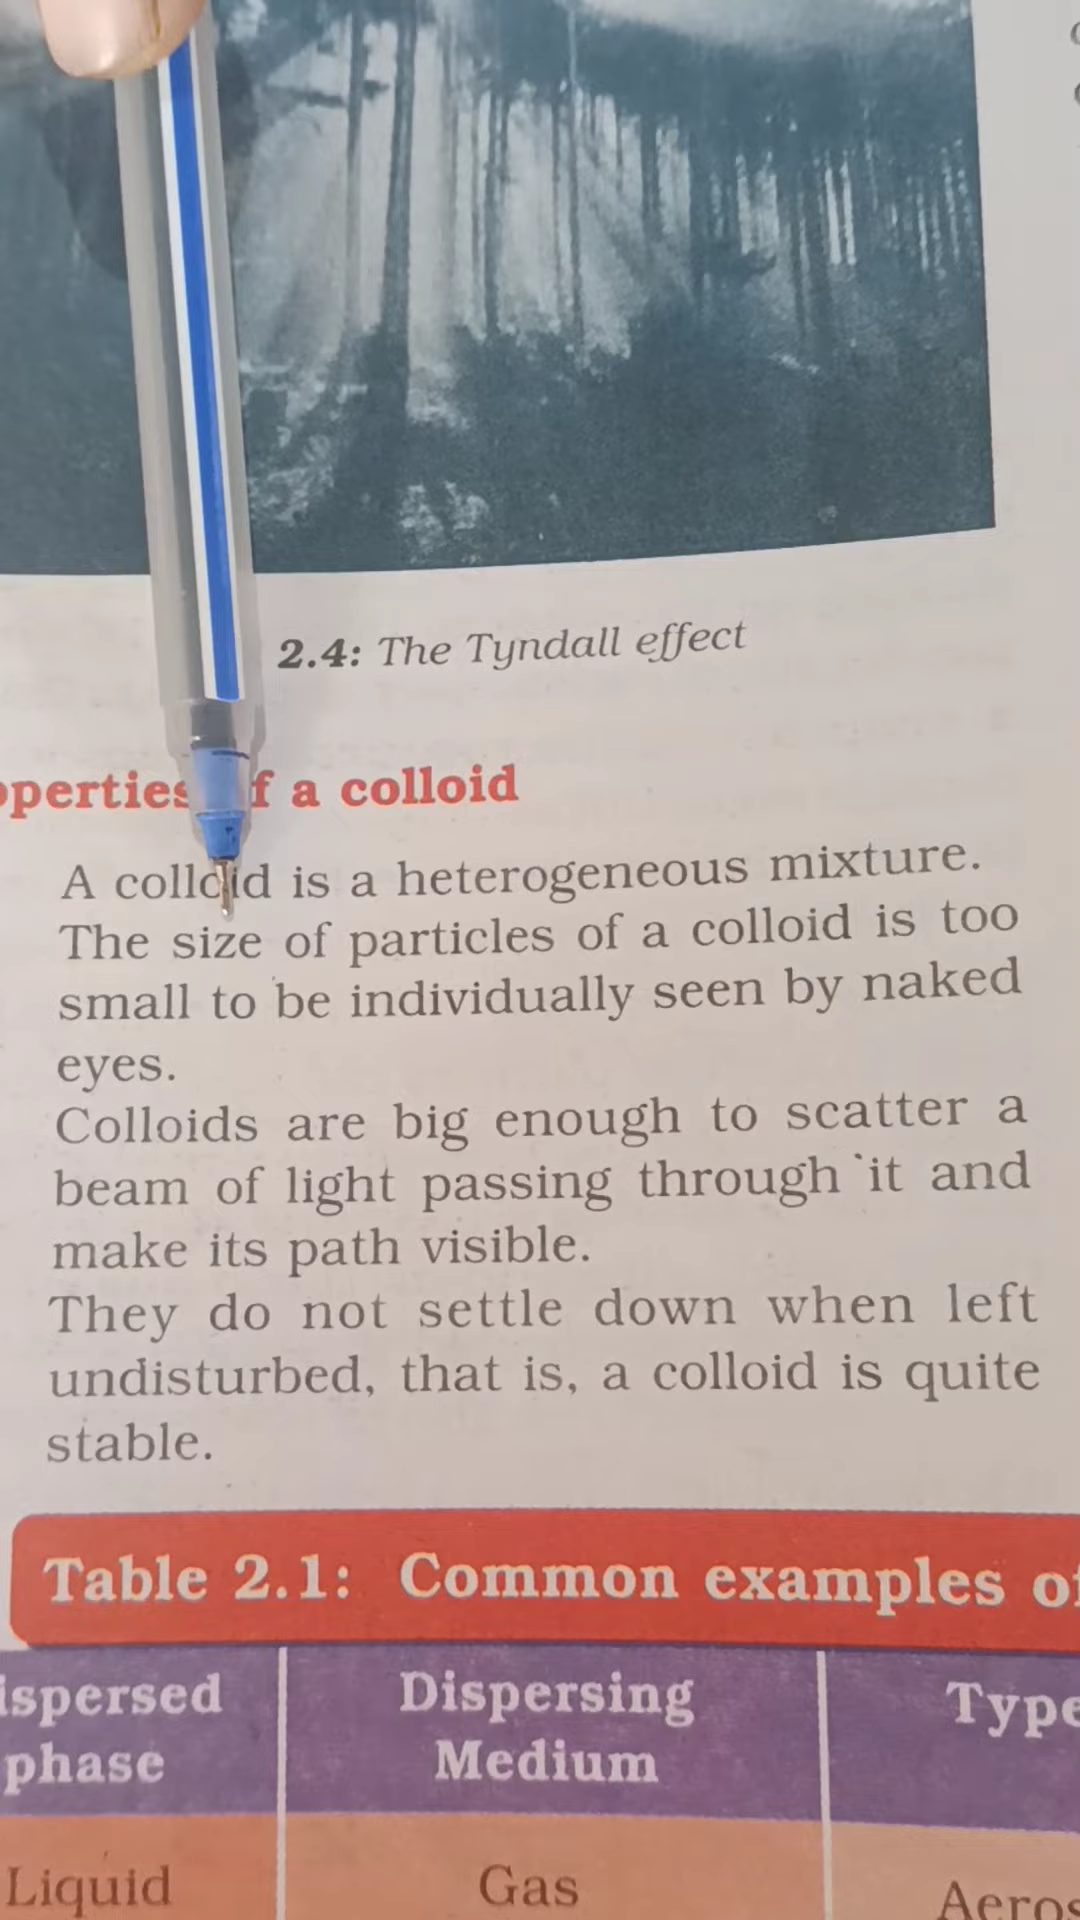 2.4: The Tyndall effect
perties f a colloid
A colloid is a heterogeneous mixture.
The size of particles of a colloid is too
small to be individually seen by naked
eyes.
Colloids are big enough to scatter a
beam of light passing through it and
make its path visible.
They do not settle down when left
undisturbed, that is, a colloid is quite
stable.
Table 2.1: Common examples of
ispersed Dispersing Type
phase Medium
Liquid Gas Aeros